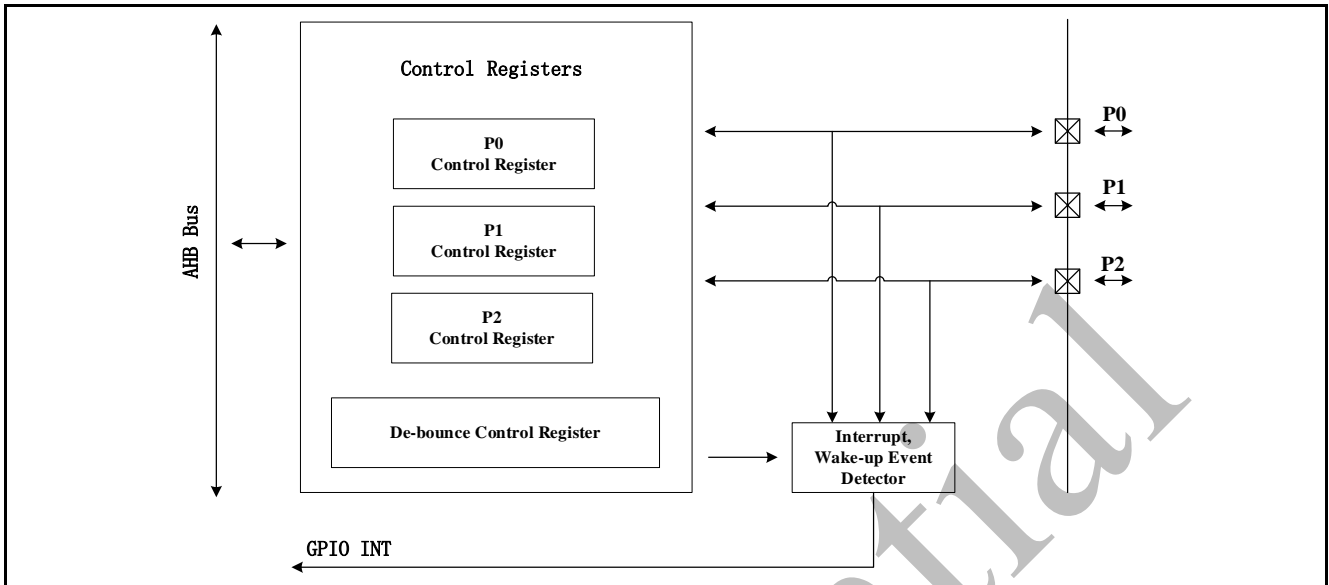 Control Registers
P0
Control Register
P1
Control Register
P2
Control Register
De-bounce Control Register
AHB Bus
P0
P1
P2
Interrupt,
Wake-up Event
Detector
GPIO INT
tial